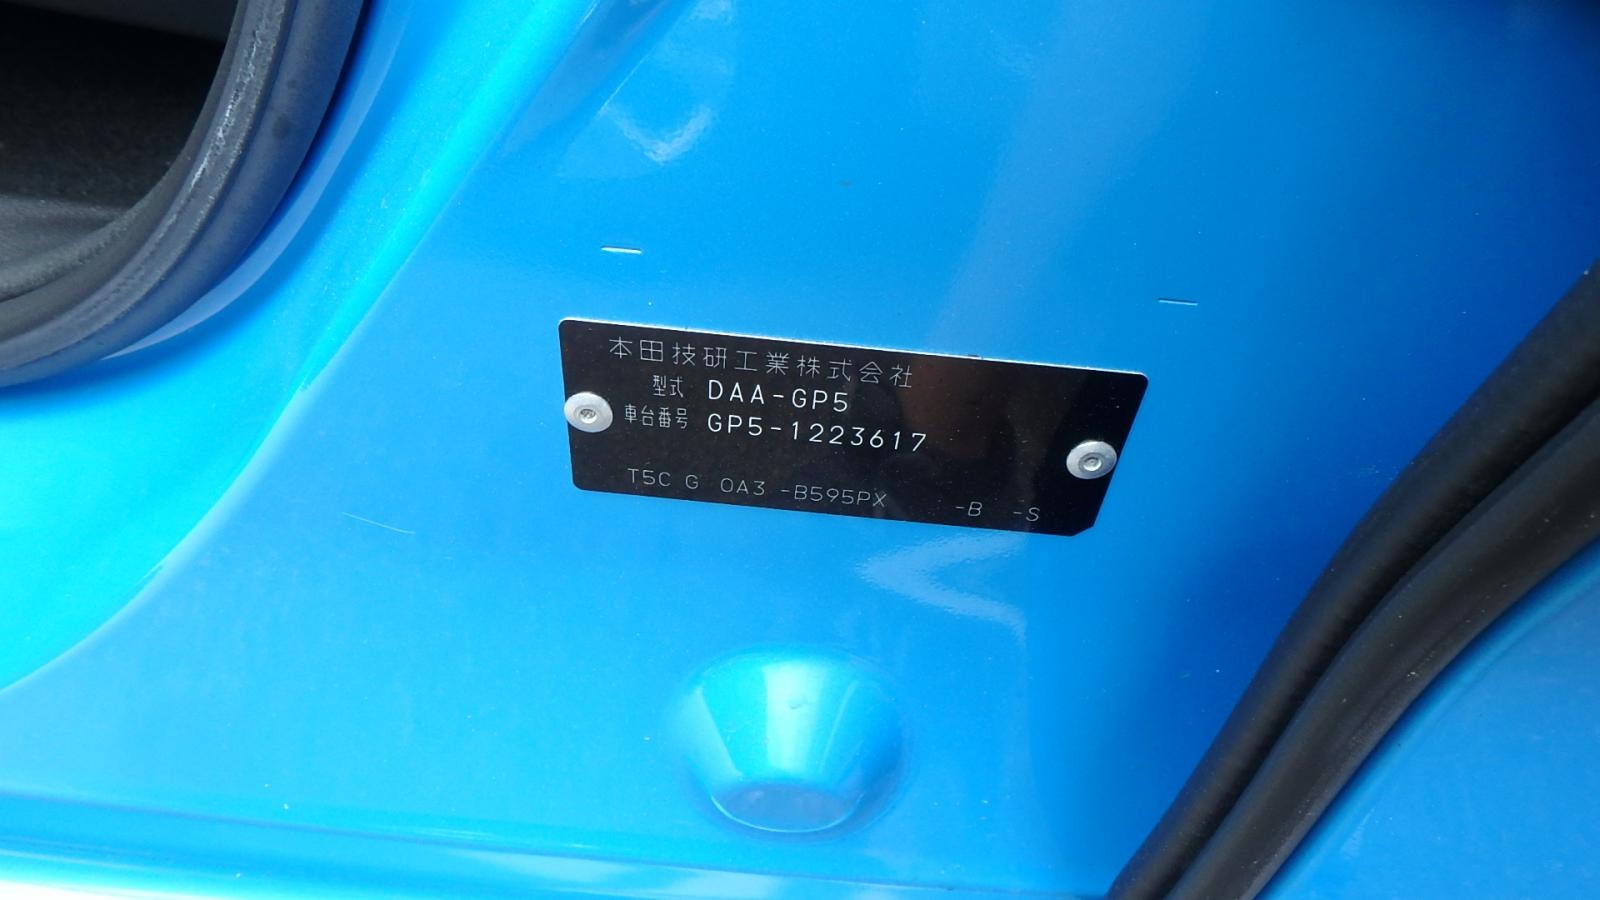 本田技研工業株式会社
型式 DAA-GP5
車台番号 GP5-1223617
T5C G 0A3 -B595PX -B -S